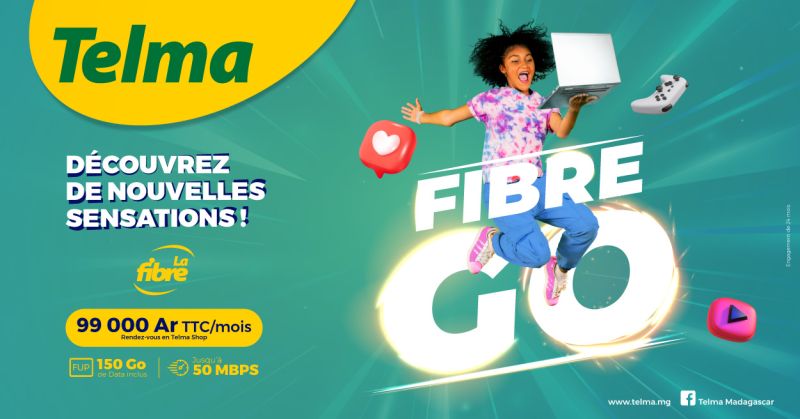 Telma
DÉCOUVREZ
DE NOUVELLES
SENSATIONS !
La
fibre
99 000 Ar TTC/mois
Rendez-vous en Telma Shop
FUP
150 Go
de Data inclus
Jusqu'à
50 MBPS
FIBRE
GO
Engagement de 24 mois
www.telma.mg
f Telma Madagascar